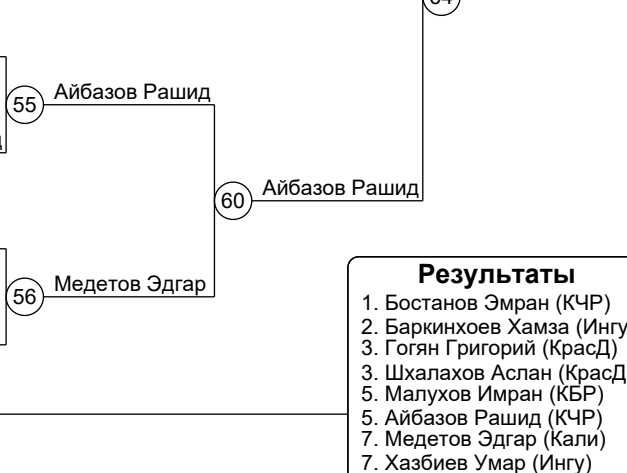 Айбазов Рашид
55
Айбазов Рашид
60
Медетов Эдгар
56
Результаты
1. Бостанов Эмран (КЧР)
2. Баркинхоев Хамза (Ингу
3. Гогян Григорий (КрасД)
3. Шхалахов Аслан (КрасД
5. Малухов Имран (КБР)
5. Айбазов Рашид (КЧР)
7. Медетов Эдгар (Кали)
7. Хазбиев Умар (Ингу)